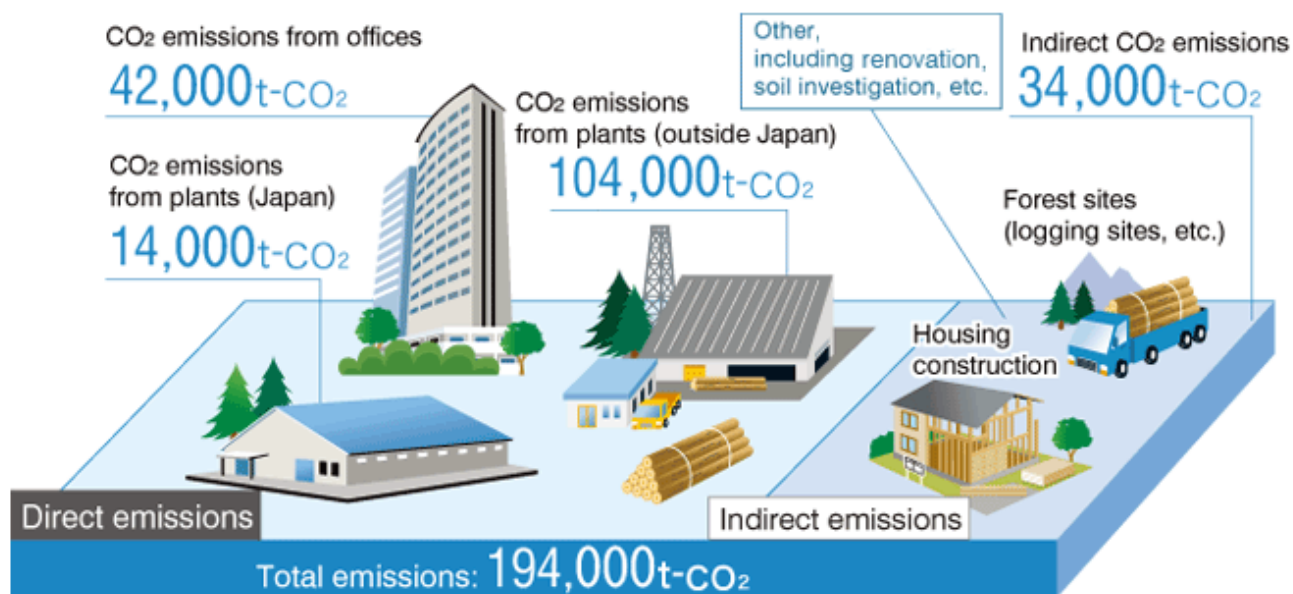 CO₂ emissions from offices
42,000t-CO₂
CO₂ emissions
from plants (Japan)
14,000t-CO₂
CO₂ emissions
from plants (outside Japan)
104,000t-CO₂
Other,
including renovation,
soil investigation, etc.
Indirect CO₂ emissions
34,000t-CO₂
Forest sites
(logging sites, etc.)
Housing
construction
Direct emissions
Indirect emissions
Total emissions: 194,000t-CO₂